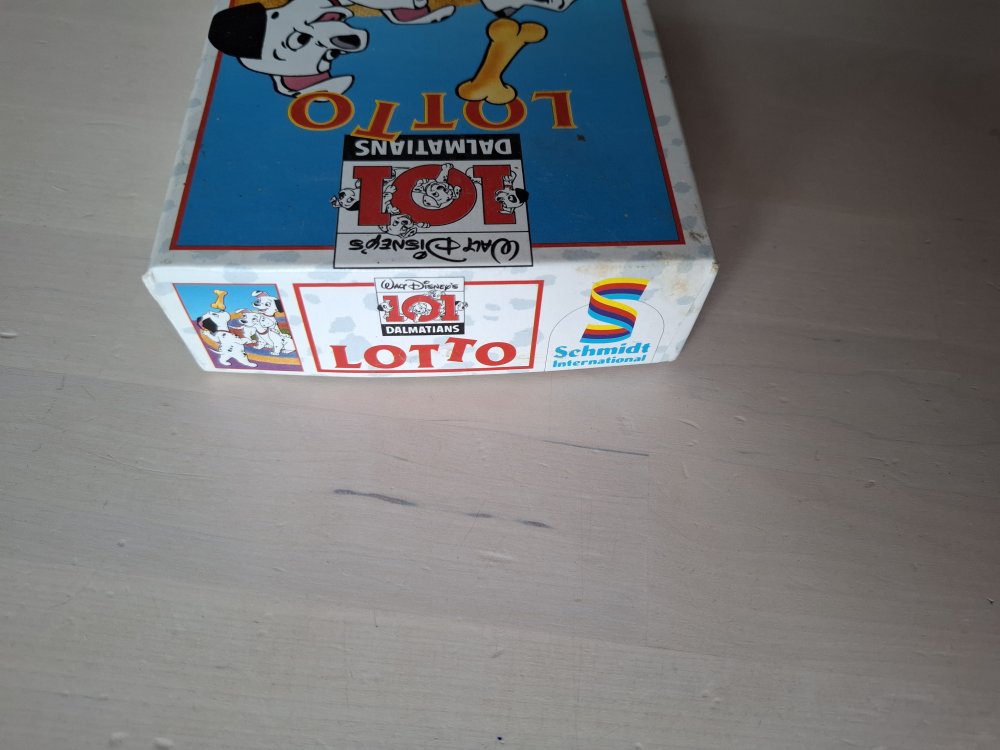 LOTTO
DALMATIANS
101
WALT DISNEY'S
WALT DISNEY'S
101
DALMATIANS
LOTTO
Schmidt
International